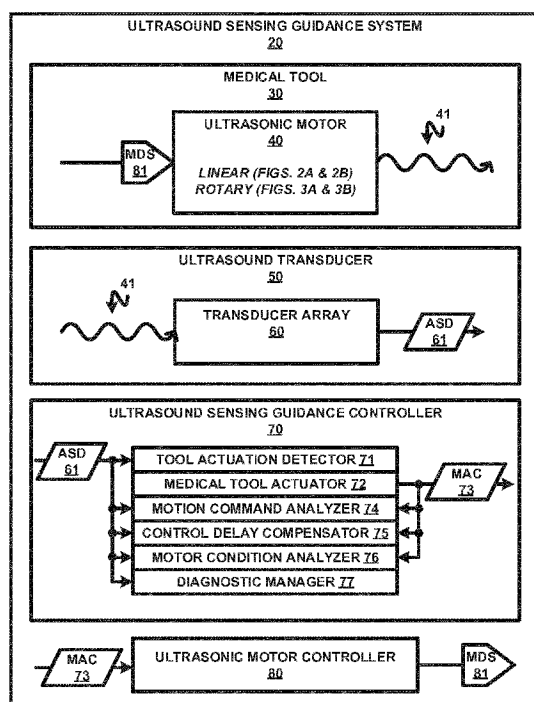 ULTRASOUND SENSING GUIDANCE SYSTEM
20
MEDICAL TOOL
30
ULTRASONIC MOTOR
40
LINEAR (FIGS. 2A & 2B)
ROTARY (FIGS. 3A & 3B)
MDS
81
41
ULTRASOUND TRANSDUCER
50
41
TRANSDUCER ARRAY
60
ASD
61
ULTRASOUND SENSING GUIDANCE CONTROLLER
70
ASD
61
TOOL ACTUATION DETECTOR 71
MEDICAL TOOL ACTUATOR 72
MOTION COMMAND ANALYZER 74
CONTROL DELAY COMPENSATOR 75
MOTOR CONDITION ANALYZER 76
DIAGNOSTIC MANAGER 77
MAC
73
MAC
73
ULTRASONIC MOTOR CONTROLLER
80
MDS
81